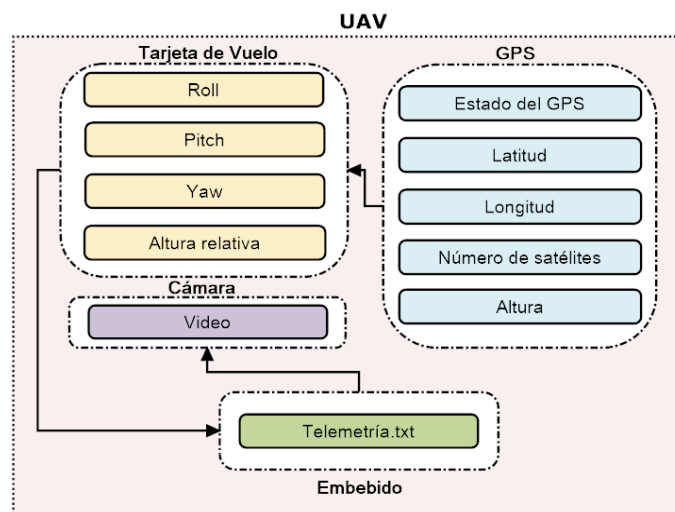 UAV
Tarjeta de Vuelo
Roll
Pitch
Yaw
Altura relativa
GPS
Estado del GPS
Latitud
Longitud
Número de satélites
Altura
Cámara
Video
Telemetría.txt
Embebido